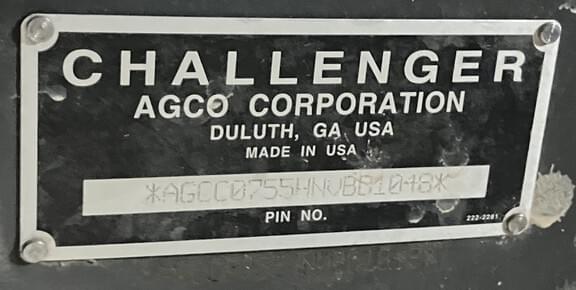 CHALLENGER
AGCO CORPORATION
DULUTH, GA USA
MADE IN USA
*AGCC0755HNVBB1048*
PIN NO.
222-2281